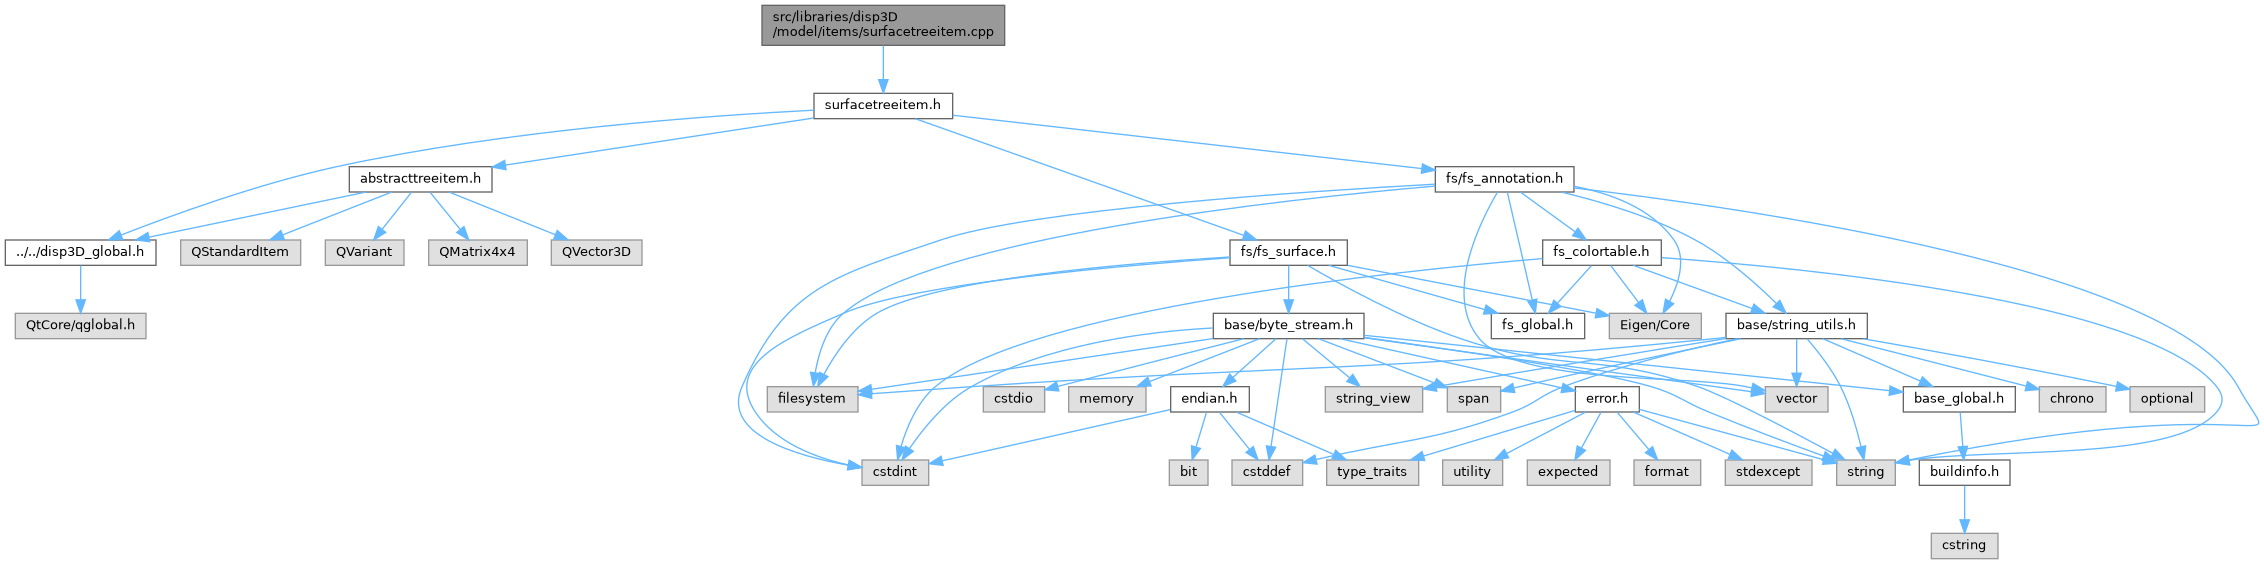 src/libraries/disp3D
/model/items/surfacetreeitem.cpp
surfacetreeitem.h
abstracttreeitem.h
fs/fs_annotation.h
../../disp3D_global.h
QStandardItem
QVariant
QMatrix4x4
QVector3D
fs/fs_surface.h
fs_colortable.h
QtCore/qglobal.h
base/byte_stream.h
fs_global.h
Eigen/Core
base/string_utils.h
filesystem
cstdio
memory
endian.h
string_view
span
error.h
vector
base_global.h
chrono
optional
cstdint
bit
cstddef
type_traits
utility
expected
format
stdexcept
string
buildinfo.h
cstring